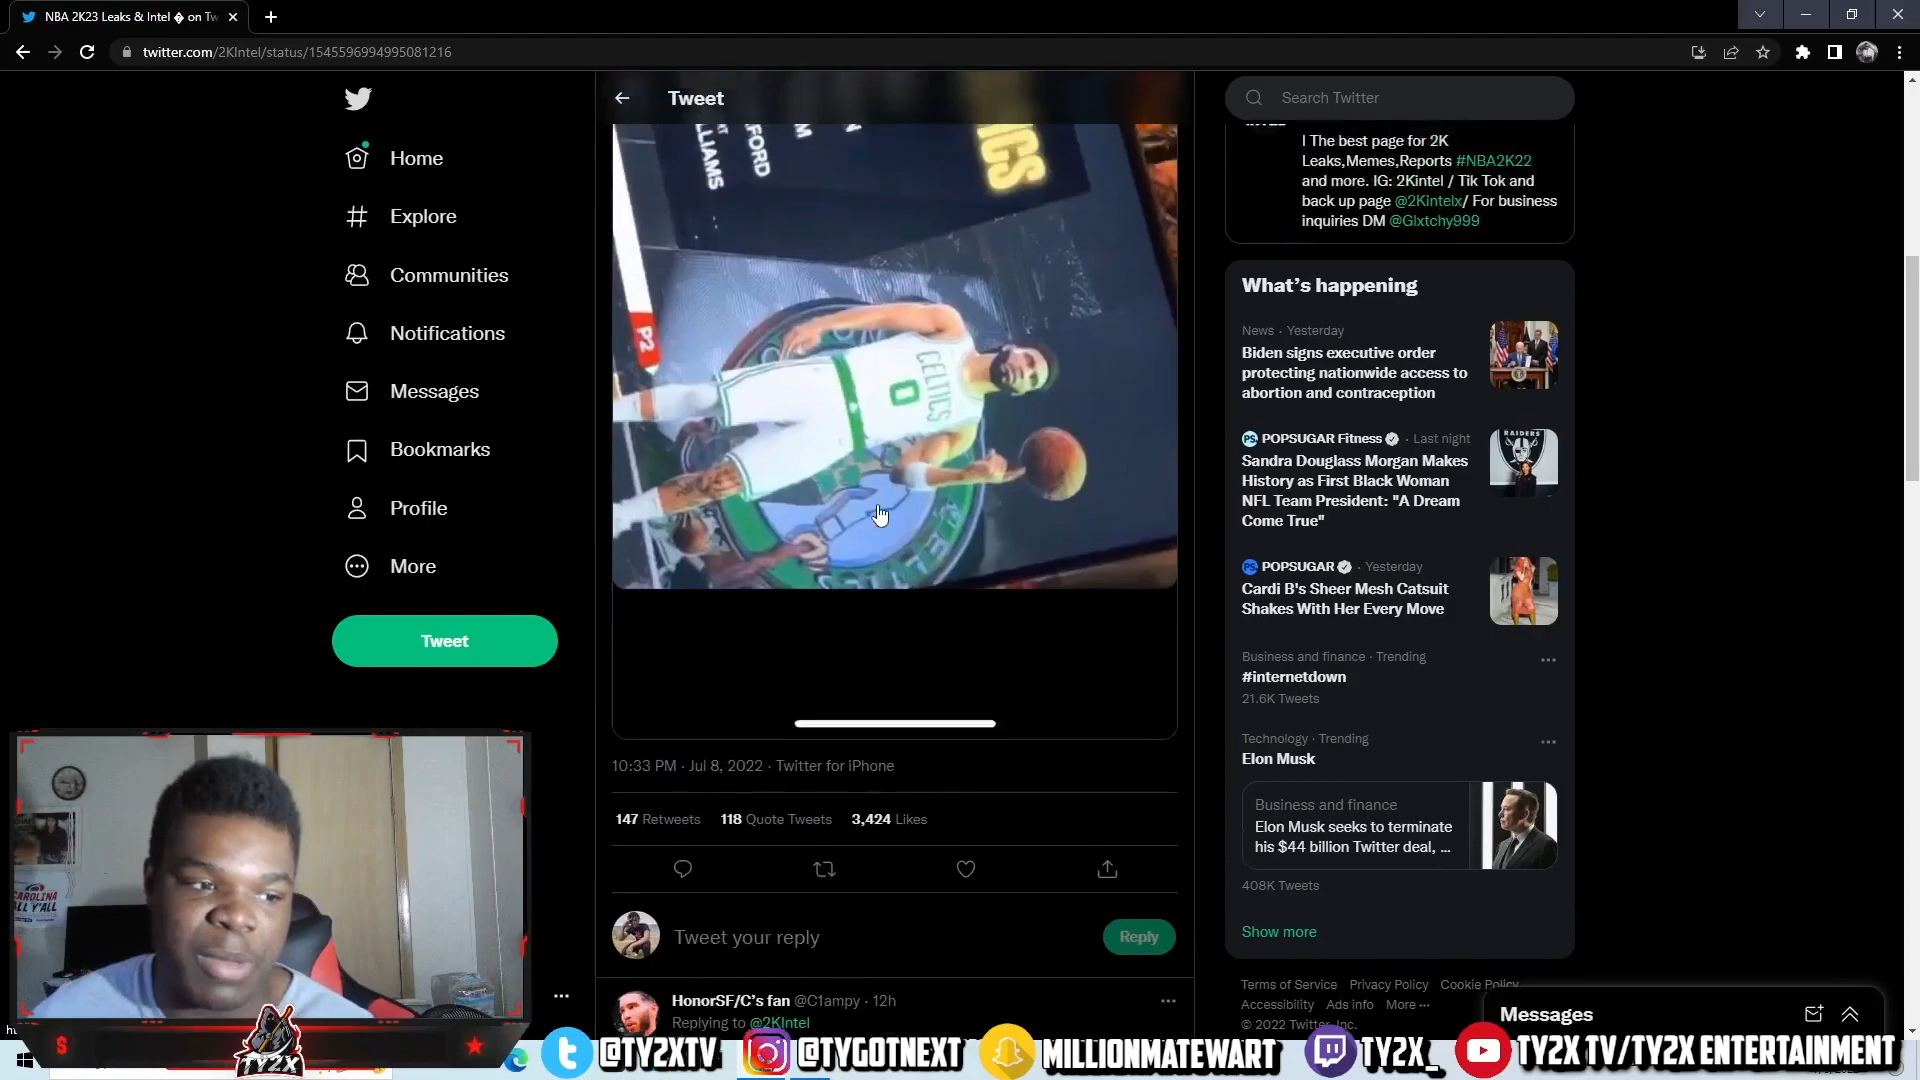 NBA 2K23 Leaks & Intel � on Tw
twitter.com/2KIntel/status/1545596994995081216
Tweet
Search Twitter
Home
Explore
Communities
Notifications
Messages
Bookmarks
Profile
More
Tweet
FORD
LLIAMS
P2
CELTICS
0
I The best page for 2K
Leaks,Memes,Reports #NBA2K22
and more. IG: 2Kintel / Tik Tok and
back up page @2Kintelx/ For business
inquiries DM @Glxtchy999
What's happening
News · Yesterday
Biden signs executive order
protecting nationwide access to
abortion and contraception
POPSUGAR Fitness · Last night
Sandra Douglass Morgan Makes
History as First Black Woman
NFL Team President: "A Dream
Come True"
RAIDERS
POPSUGAR · Yesterday
Cardi B's Sheer Mesh Catsuit
Shakes With Her Every Move
Business and finance · Trending
#internetdown
21.6K Tweets
Technology · Trending
Elon Musk
Business and finance
Elon Musk seeks to terminate
his $44 billion Twitter deal, ...
408K Tweets
Show more
Terms of Service Privacy Policy Cookie Policy
Accessibility Ads info More ···
© 2022 Twitter, Inc.
Messages
10:33 PM · Jul 8, 2022 · Twitter for iPhone
147 Retweets 118 Quote Tweets 3,424 Likes
Tweet your reply
Reply
HonorSF/C's fan @C1ampy · 12h
Replying to @2KIntel
CAROLINA
ALL Y'ALL
$
TY2X
@TY2XTV
@TYGOTNEXT
MILLIONMATEWART
TY2X_
TY2X TV/TY2X ENTERTAINMENT